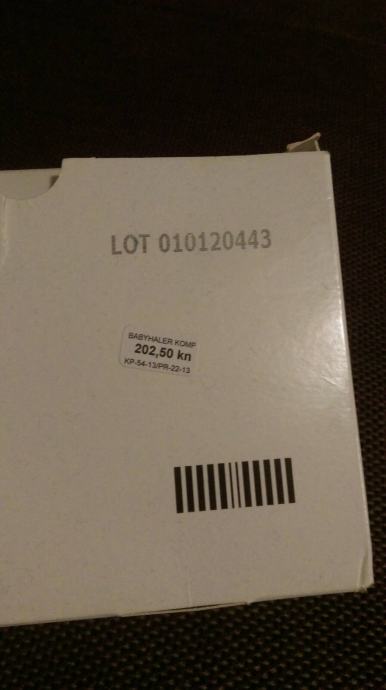 LOT 010120443
BABYHALER KOMP
202,50 kn
KP-54-13/PR-22-13